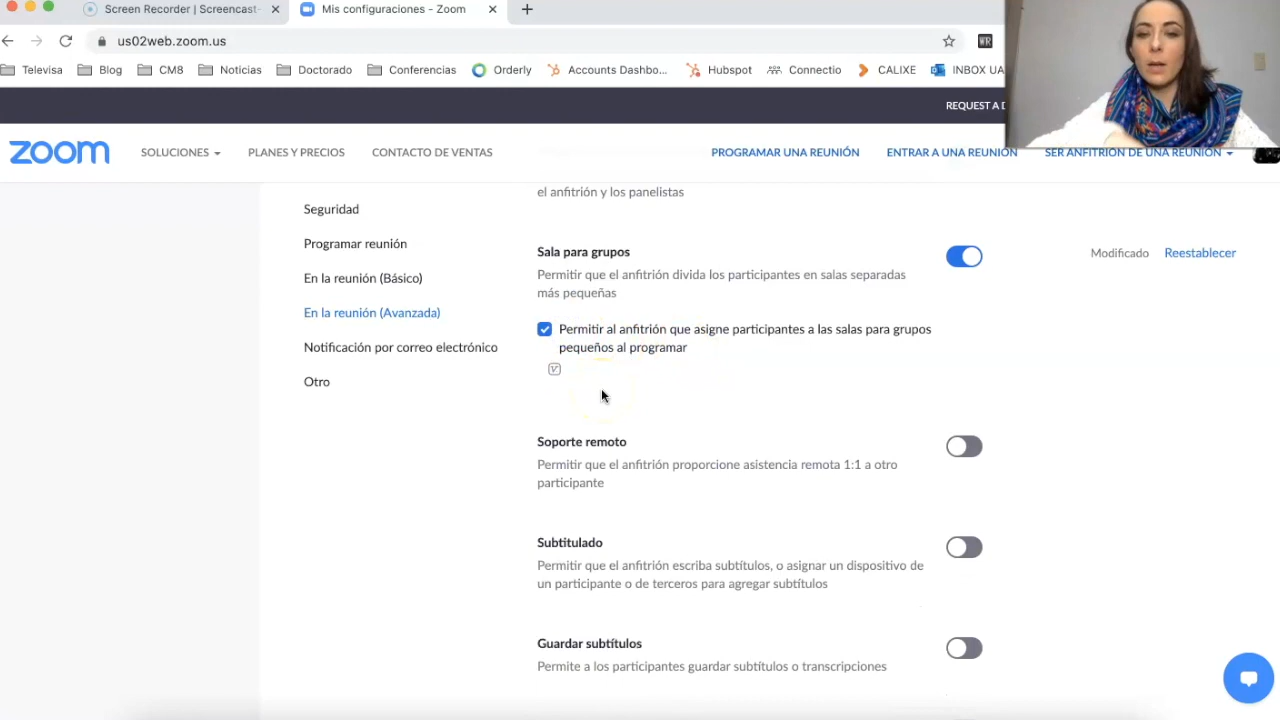 Screen Recorder | Screencast-
Mis configuraciones - Zoom
us02web.zoom.us
WR
Televisa
Blog
CM8
Noticias
Doctorado
Conferencias
Orderly
Accounts Dashbo...
Hubspot
Connectio
CALIXE
INBOX UA
REQUEST A D
zoom
SOLUCIONES
PLANES Y PRECIOS
CONTACTO DE VENTAS
PROGRAMAR UNA REUNIÓN
ENTRAR A UNA REUNIÓN
SER ANFITRIÓN DE UNA REUNIÓN
el anfitrión y los panelistas
Seguridad
Programar reunión
En la reunión (Básico)
En la reunión (Avanzada)
Notificación por correo electrónico
Otro
Sala para grupos
Modificado
Reestablecer
Permitir que el anfitrión divida los participantes en salas separadas
más pequeñas
Permitir al anfitrión que asigne participantes a las salas para grupos
pequeños al programar
Soporte remoto
Permitir que el anfitrión proporcione asistencia remota 1:1 a otro
participante
Subtitulado
Permitir que el anfitrión escriba subtítulos, o asignar un dispositivo de
un participante o de terceros para agregar subtítulos
Guardar subtítulos
Permite a los participantes guardar subtítulos o transcripciones